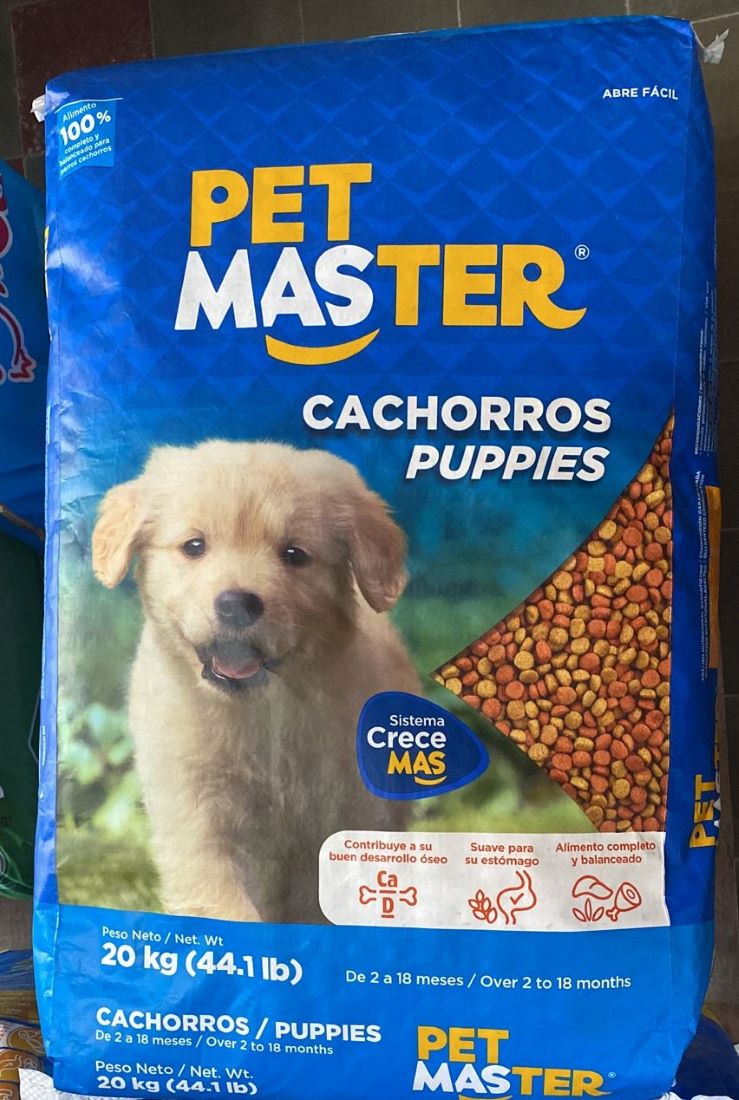 ABRE FÁCIL
Alimento
100%
completo y
balanceado para
perros cachorros
PET
MASTER®
CACHORROS
PUPPIES
Sistema
Crece
MAS
Contribuye a su
buen desarrollo óseo
Ca
D
Suave para
su estómago
Alimento completo
y balanceado
Peso Neto / Net. Wt
20 kg (44.1 lb)
De 2 a 18 meses / Over 2 to 18 months
CACHORROS / PUPPIES
De 2 a 18 meses / Over 2 to 18 months
Peso Neto / Net. Wt.
20 kg (44.1 lb)
PET
MASTER®
PET
MASTER